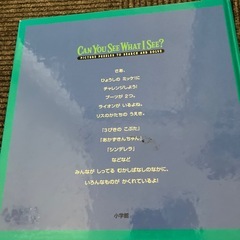 CAN YOU SEE WHAT I SEE?
PICTURE PUZZLES TO SEARCH AND SOLVE
さあ、
ひょうしの ミッケ!に
チャレンジしよう!
ブーツが 2つ、
ライオンが いるよね、
リスのかたちの うえき。
「3びきの こぶた」
「あかずきんちゃん」
「シンデレラ」
などなど
みんなが しってる むかしばなしのなかに、
いろんなものが かくれているよ!
小学館